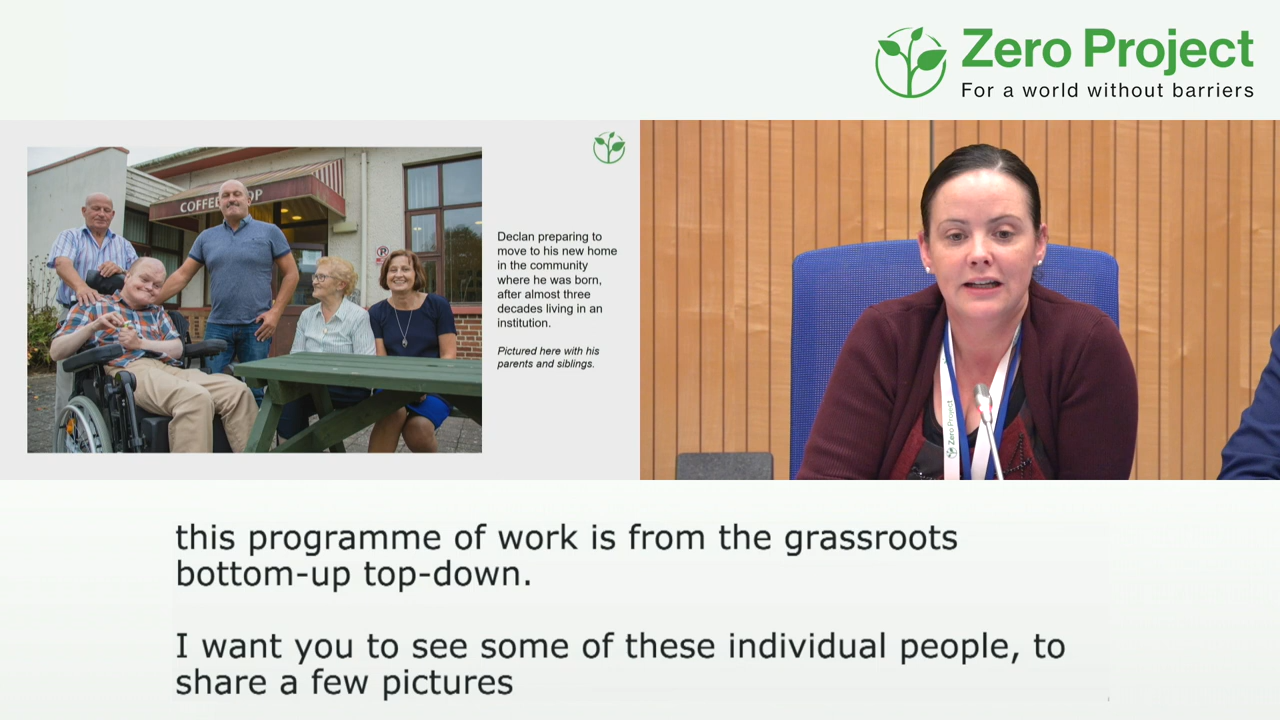 Zero Project
For a world without barriers
COFFEE SHOP
Declan preparing to
move to his new home
in the community
where he was born,
after almost three
decades living in an
institution.
Pictured here with his
parents and siblings.
Zero Project
this programme of work is from the grassroots
bottom-up top-down.
I want you to see some of these individual people, to
share a few pictures